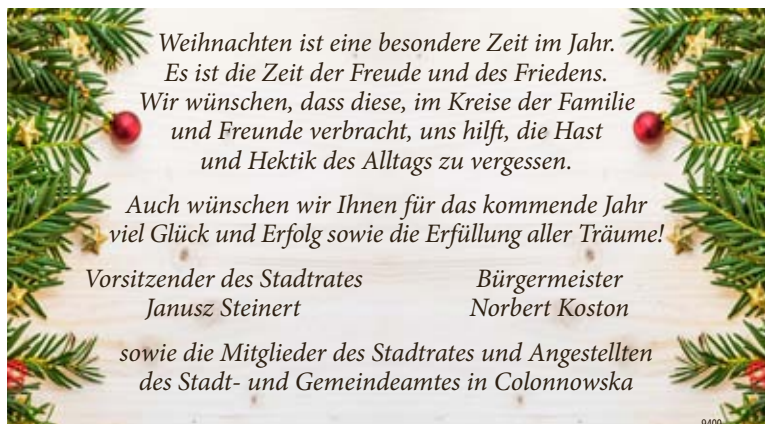 Weihnachten ist eine besondere Zeit im Jahr.
Es ist die Zeit der Freude und des Friedens.
Wir wünschen, dass diese, im Kreise der Familie
und Freunde verbracht, uns hilft, die Hast
und Hektik des Alltags zu vergessen.
Auch wünschen wir Ihnen für das kommende Jahr
viel Glück und Erfolg sowie die Erfüllung aller Träume!
Vorsitzender des Stadtrates
Janusz Steinert
Bürgermeister
Norbert Koston
sowie die Mitglieder des Stadtrates und Angestellten
des Stadt- und Gemeindeamtes in Colonnowska